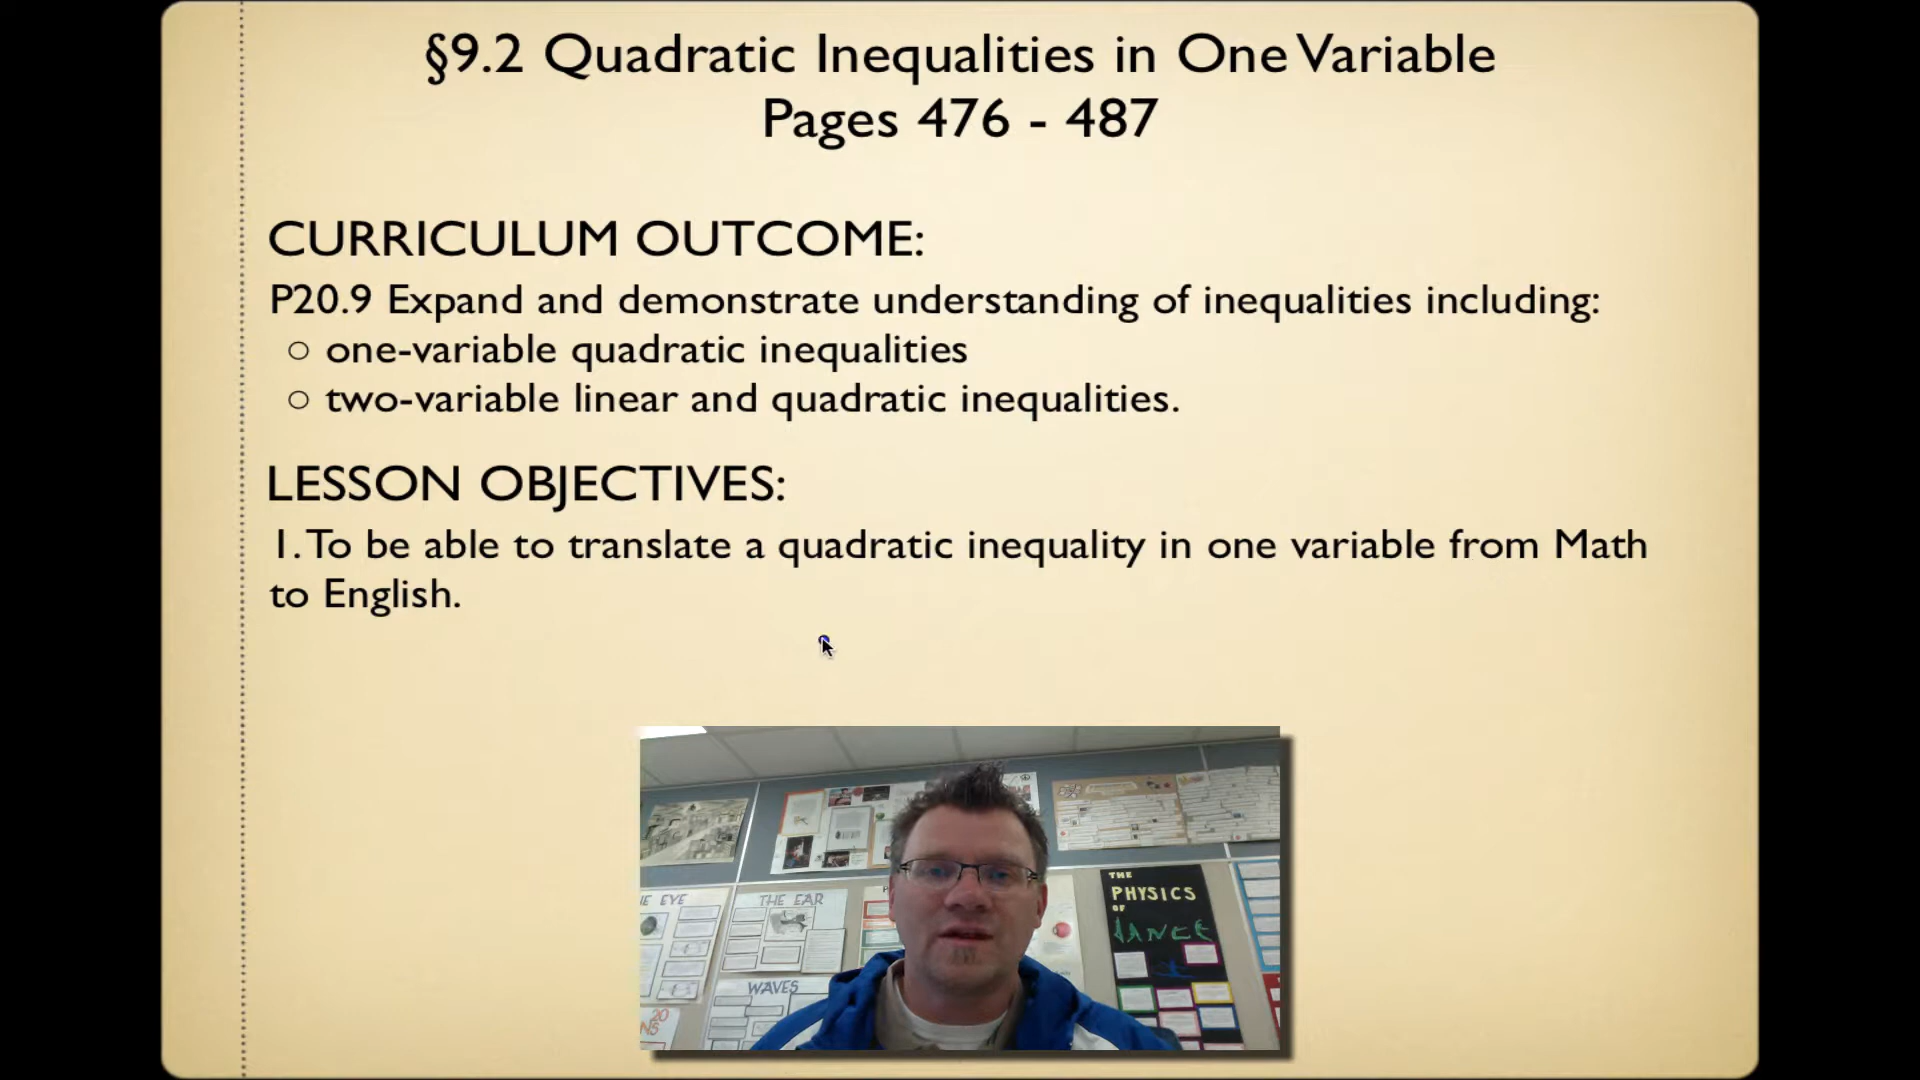 §9.2 Quadratic Inequalities in One Variable
Pages 476 - 487
CURRICULUM OUTCOME:
P20.9 Expand and demonstrate understanding of inequalities including:
○ one-variable quadratic inequalities
○ two-variable linear and quadratic inequalities.
LESSON OBJECTIVES:
1. To be able to translate a quadratic inequality in one variable from Math
to English.
EYE
THE EAR
WAVES
20
THE
PHYSICS
OF
DANCE